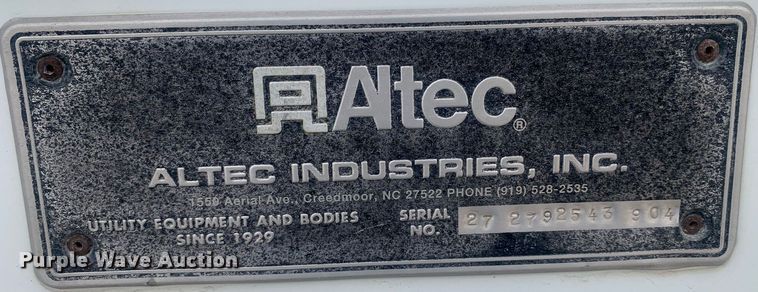 Altec®
ALTEC INDUSTRIES, INC.
1550 Aerial Ave., Creedmoor, NC 27522 PHONE (919) 528-2535
UTILITY EQUIPMENT AND BODIES
SINCE 1929
SERIAL
NO.
27 2792543 904
Purple Wave Auction